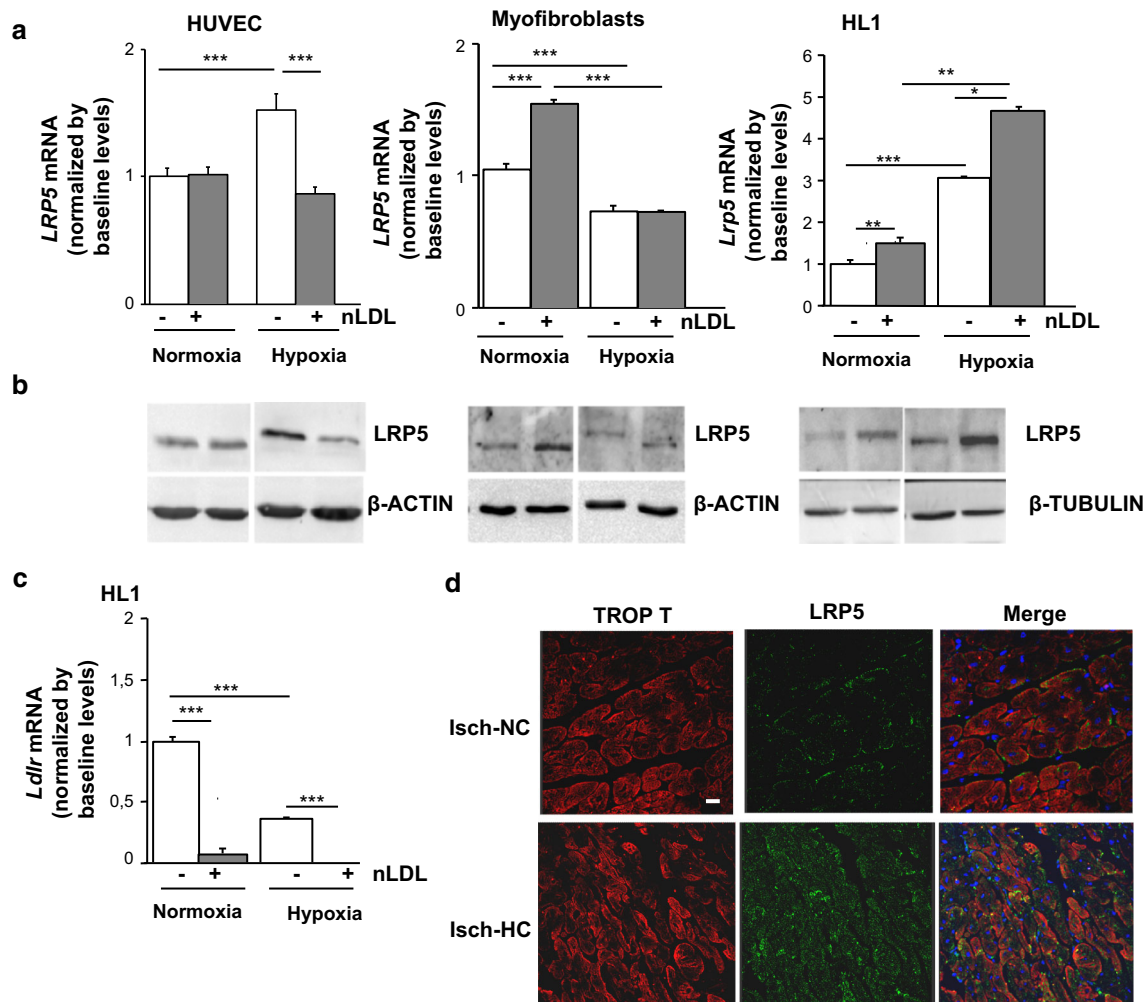 a
HUVEC
Myofibroblasts
HL1
LRP5 mRNA
(normalized by
baseline levels)
2
1
0
***
***
- + - + nLDL
Normoxia Hypoxia
LRP5 mRNA
(normalized by
baseline levels)
2
1
0
***
***
***
- + - + nLDL
Normoxia Hypoxia
Lrp5 mRNA
(normalized by
baseline levels)
6
5
4
3
2
1
0
**
*
***
**
- + - + nLDL
Normoxia Hypoxia
b
LRP5
β-ACTIN
LRP5
β-ACTIN
LRP5
β-TUBULIN
c
HL1
Ldlr mRNA
(normalized by
baseline levels)
2
1,5
1
0,5
0
***
***
***
- + - + nLDL
Normoxia Hypoxia
d
TROP T LRP5 Merge
Isch-NC
Isch-HC